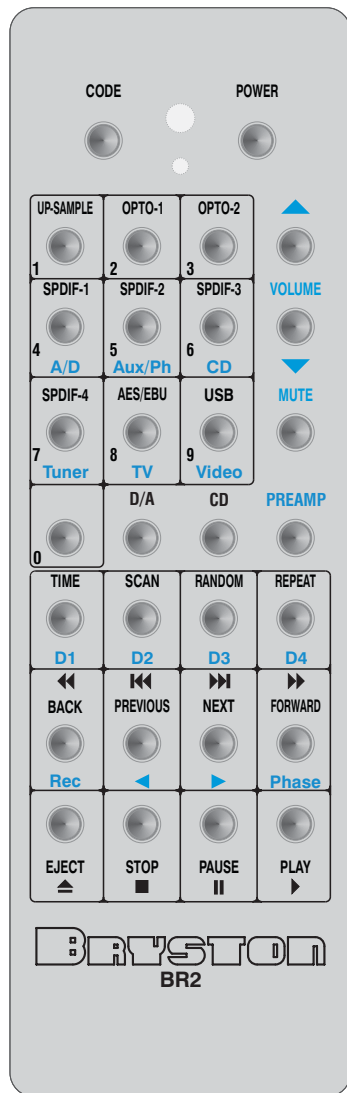 CODE POWER
UP-SAMPLE OPTO-1 OPTO-2
1 2 3
SPDIF-1 SPDIF-2 SPDIF-3 VOLUME
4 5 6
A/D Aux/Ph CD
SPDIF-4 AES/EBU USB MUTE
7 8 9
Tuner TV Video
D/A CD PREAMP
0
TIME SCAN RANDOM REPEAT
D1 D2 D3 D4
BACK PREVIOUS NEXT FORWARD
Rec Phase
EJECT STOP PAUSE PLAY
BRYSTON
BR2